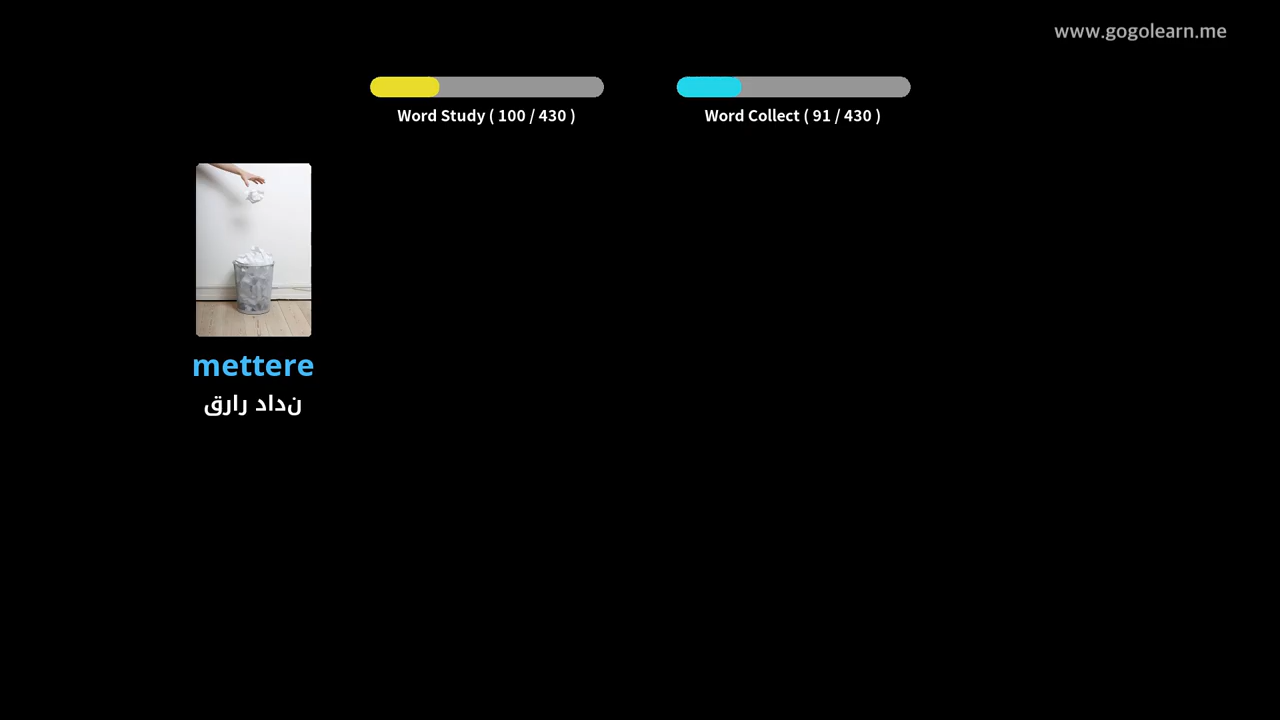 www.gogolearn.me
Word Study ( 100 / 430 )
Word Collect ( 91 / 430 )
mettere
نداد رارق